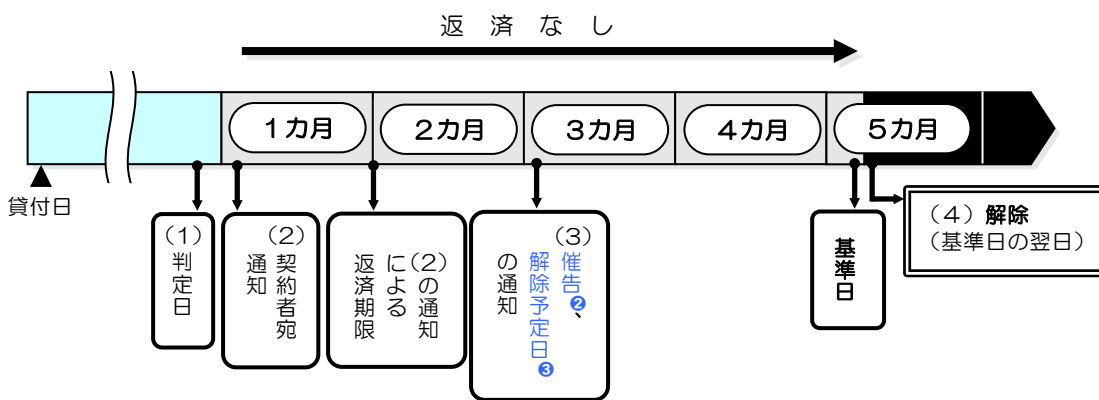 返 済 な し
1カ月
2カ月
3カ月
4カ月
5カ月
貸付日
(1)
判定日
(2)
契約者宛
通知
(2)の通知
による
返済期限
(3)
催告❷、
解除予定日❸
の通知
基準日
(4) 解除
(基準日の翌日)